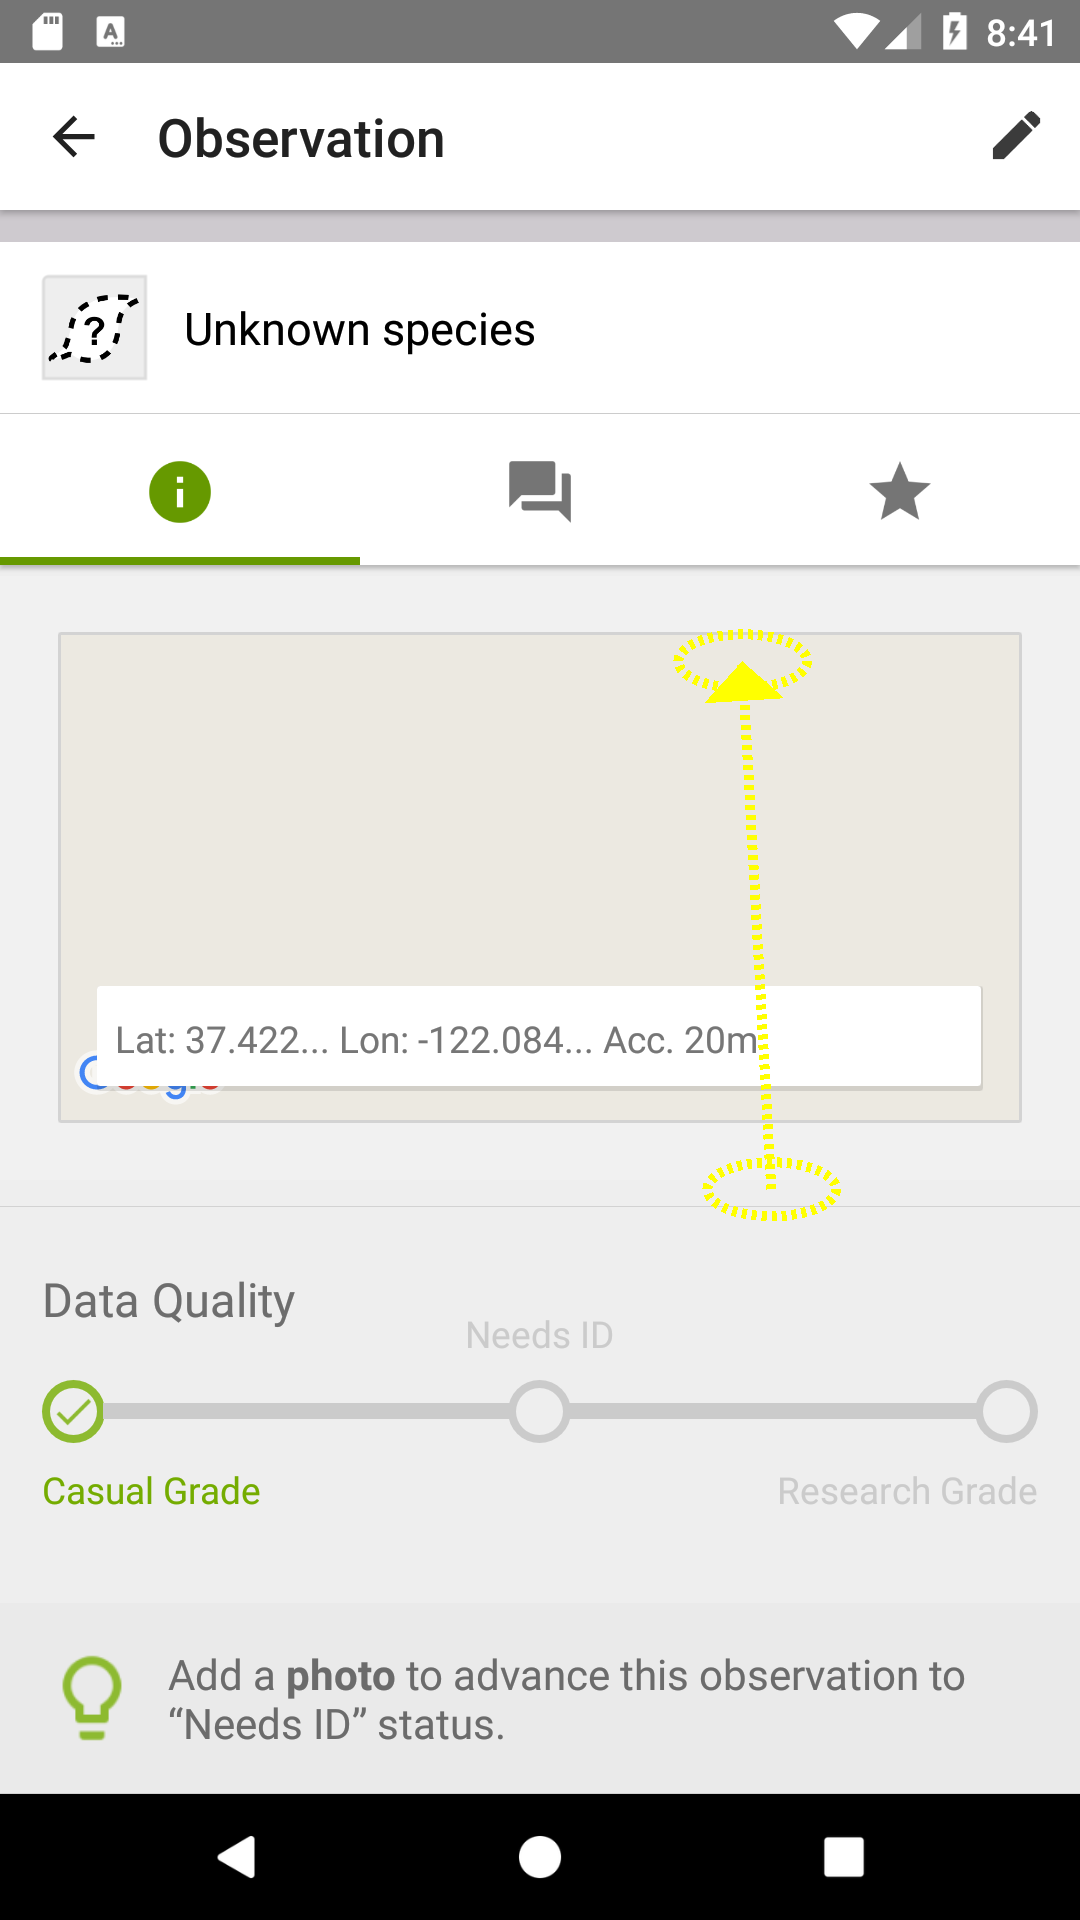 8:41
Observation
Unknown species
Lat: 37.422... Lon: -122.084... Acc. 20m
Data Quality
Needs ID
Casual Grade
Research Grade
Add a photo to advance this observation to
“Needs ID” status.